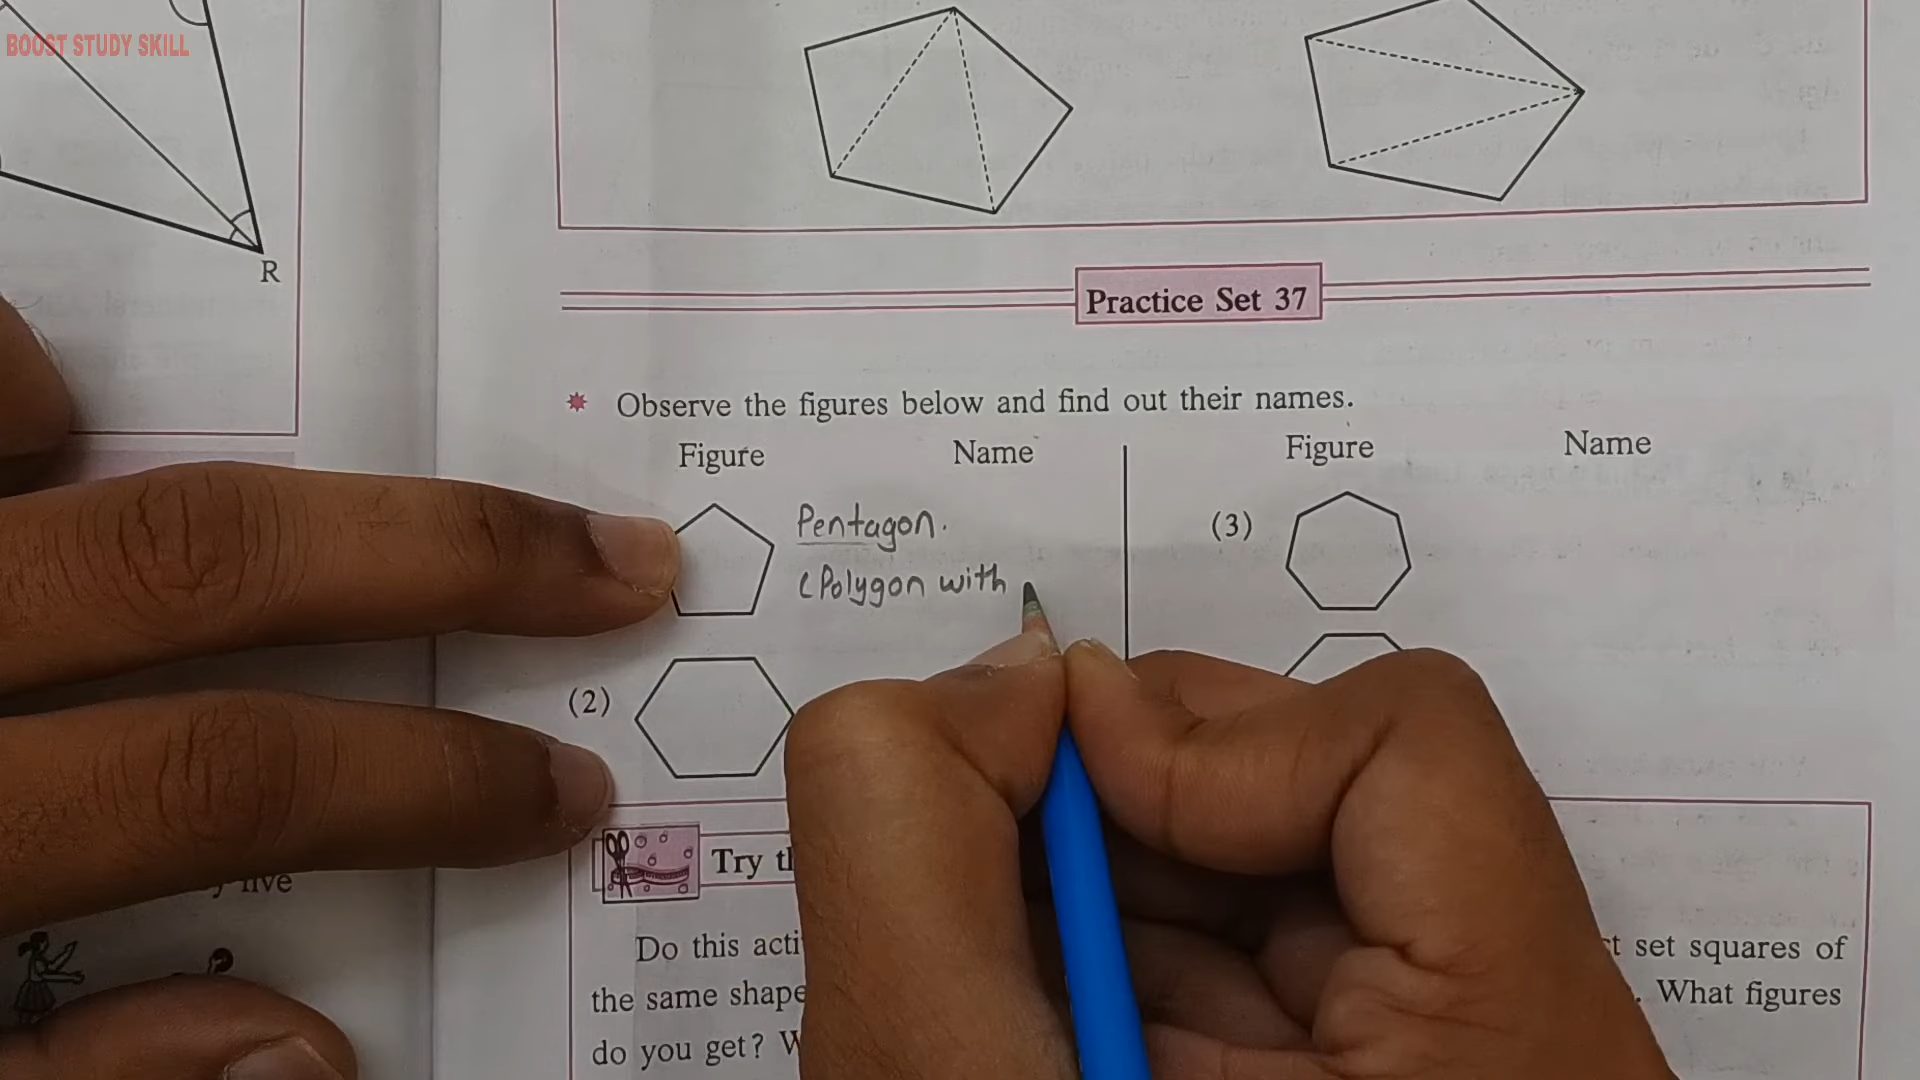 BOOST STUDY SKILL
R
Practice Set 37
Observe the figures below and find out their names.
Figure Name
Pentagon.
(Polygon with
(2)
Figure Name
(3)
Try th
Do this acti
the same shape
do you get? W
t set squares of
. What figures
five